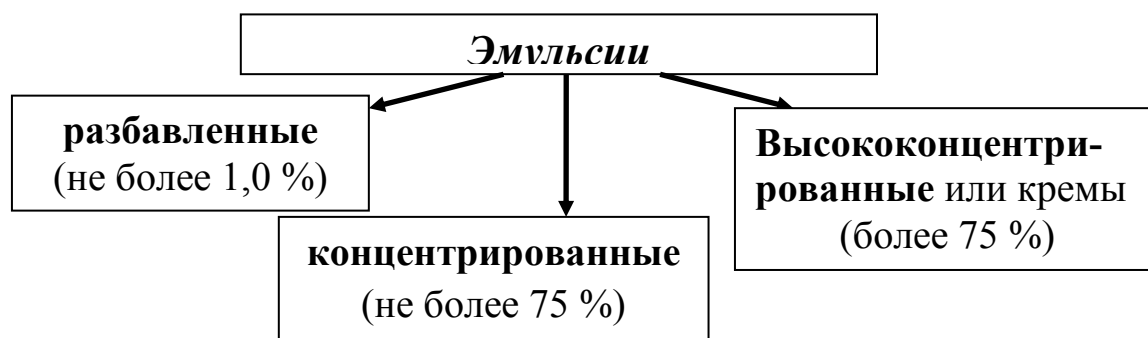 Эмульсии
разбавленные
(не более 1,0 %)
концентрированные
(не более 75 %)
Высококонцентри-
рованные или кремы
(более 75 %)